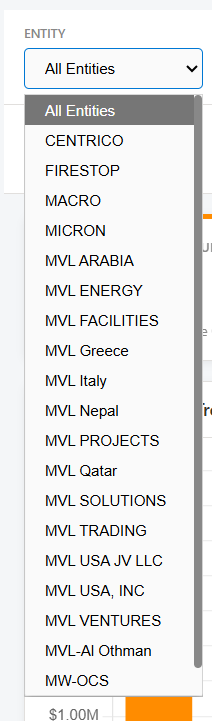 ENTITY
All Entities
All Entities
CENTRICO
FIRESTOP
MACRO
MICRON
MVL ARABIA
MVL ENERGY
MVL FACILITIES
MVL Greece
MVL Italy
MVL Nepal
MVL PROJECTS
MVL Qatar
MVL SOLUTIONS
MVL TRADING
MVL USA JV LLC
MVL USA, INC
MVL VENTURES
MVL-Al Othman
MW-OCS
$1.00M